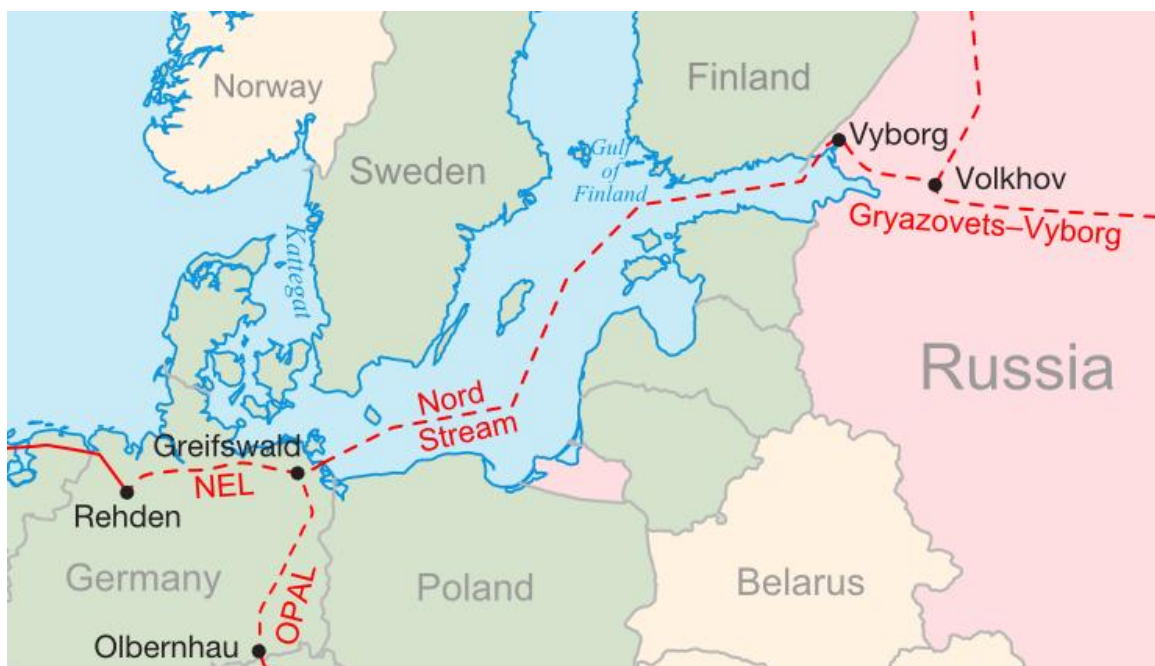 Norway
Finland
Sweden
Gulf
of
Finland
Vyborg
Volkhov
Gryazovets–Vyborg
Kattegat
Russia
Nord
Stream
Greifswald
NEL
Rehden
Germany
OPAL
Poland
Belarus
Olbernhau